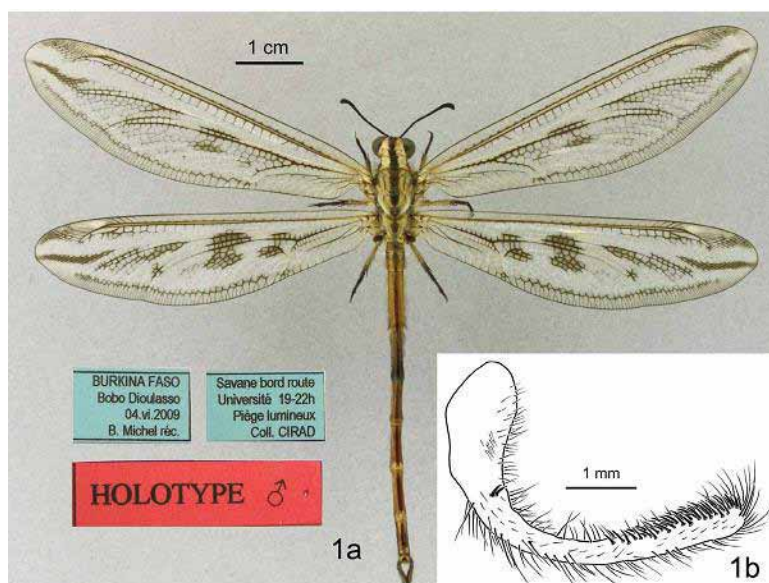 1 cm
BURKINA FASO
Bobo Dioulasso
04.vi.2009
B. Michel réc.
Savane bord route
Université 19-22h
Piège lumineux
Coll. CIRAD
HOLOTYPE ♂
1a
1 mm
1b